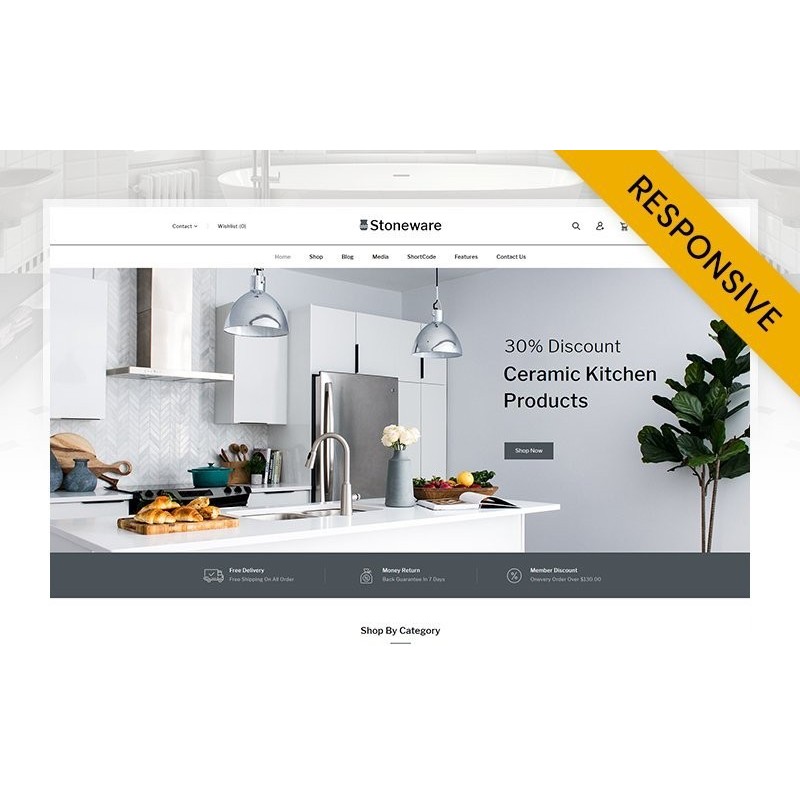 RESPONSIVE
Contact
Wishlist (0)
Stoneware
Home Shop Blog Media ShortCode Features Contact Us
30% Discount
Ceramic Kitchen
Products
Shop Now
Free Delivery
Free Shipping On All Order
Money Return
Back Guarantee In 7 Days
Member Discount
Onevery Order Over $130.00
Shop By Category